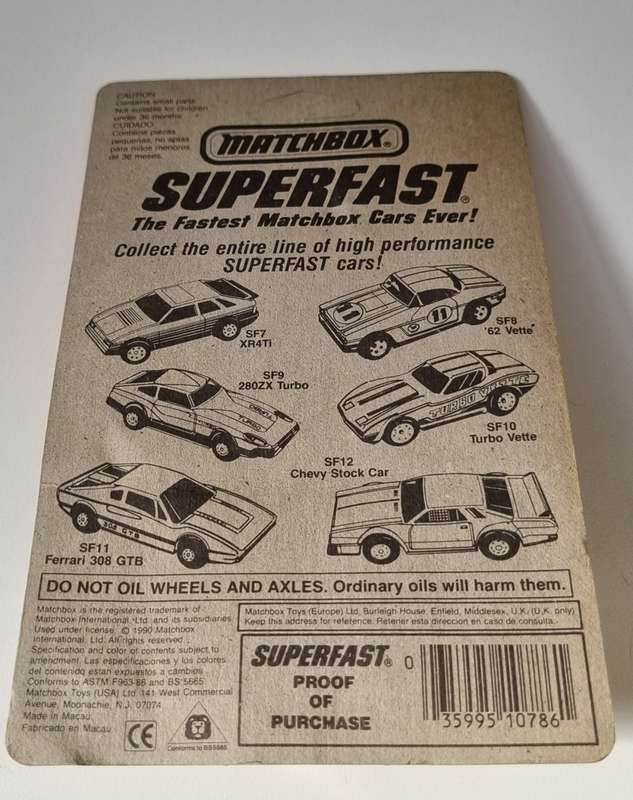 CAUTION
Contains small parts.
Not suitable for children
under 36 months.
CUIDADO
Contiene piezas
pequenas, no aptas
para niños menores
de 36 meses.
MATCHBOX®
SUPERFAST®
The Fastest Matchbox Cars Ever!
Collect the entire line of high performance
SUPERFAST cars!
SF7
XR4Ti
11
11
SF8
'62 Vette
SF9
280ZX Turbo
TURBO
TURBO VETTE
SF10
Turbo Vette
SF12
Chevy Stock Car
308 GTB
SF11
Ferrari 308 GTB
DO NOT OIL WHEELS AND AXLES. Ordinary oils will harm them.
Matchbox is the registered trademark of
Matchbox International Ltd. and its subsidiaries
Used under license. © 1990 Matchbox
International, Ltd. All rights reserved
Specification and color of contents subject to
amendment. Las especificaciones y los colores
del contenido estan expuestos a cambios
Conforms to ASTM F963-86 and BS:5665.
Matchbox Toys (USA) Ltd. 141 West Commercial
Avenue, Moonachie, N.J. 07074
Made in Macau.
Fabricado en Macau
CE
Conforms to BS5665
Matchbox Toys (Europe) Ltd, Burleigh House, Enfield, Middlesex, U.K. (U.K. only)
Keep this address for reference. Retener esta direccion en caso de consulta.
SUPERFAST®
PROOF
OF
PURCHASE
0 35995 10786